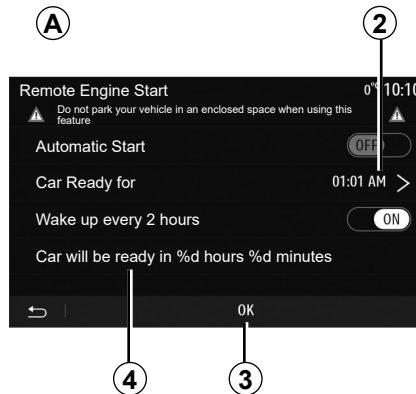 A
2
Remote Engine Start
0°° 10:10
Do not park your vehicle in an enclosed space when using this
feature
Automatic Start
OFF
Car Ready for
01:01 AM
Wake up every 2 hours
ON
Car will be ready in %d hours %d minutes
OK
4
3